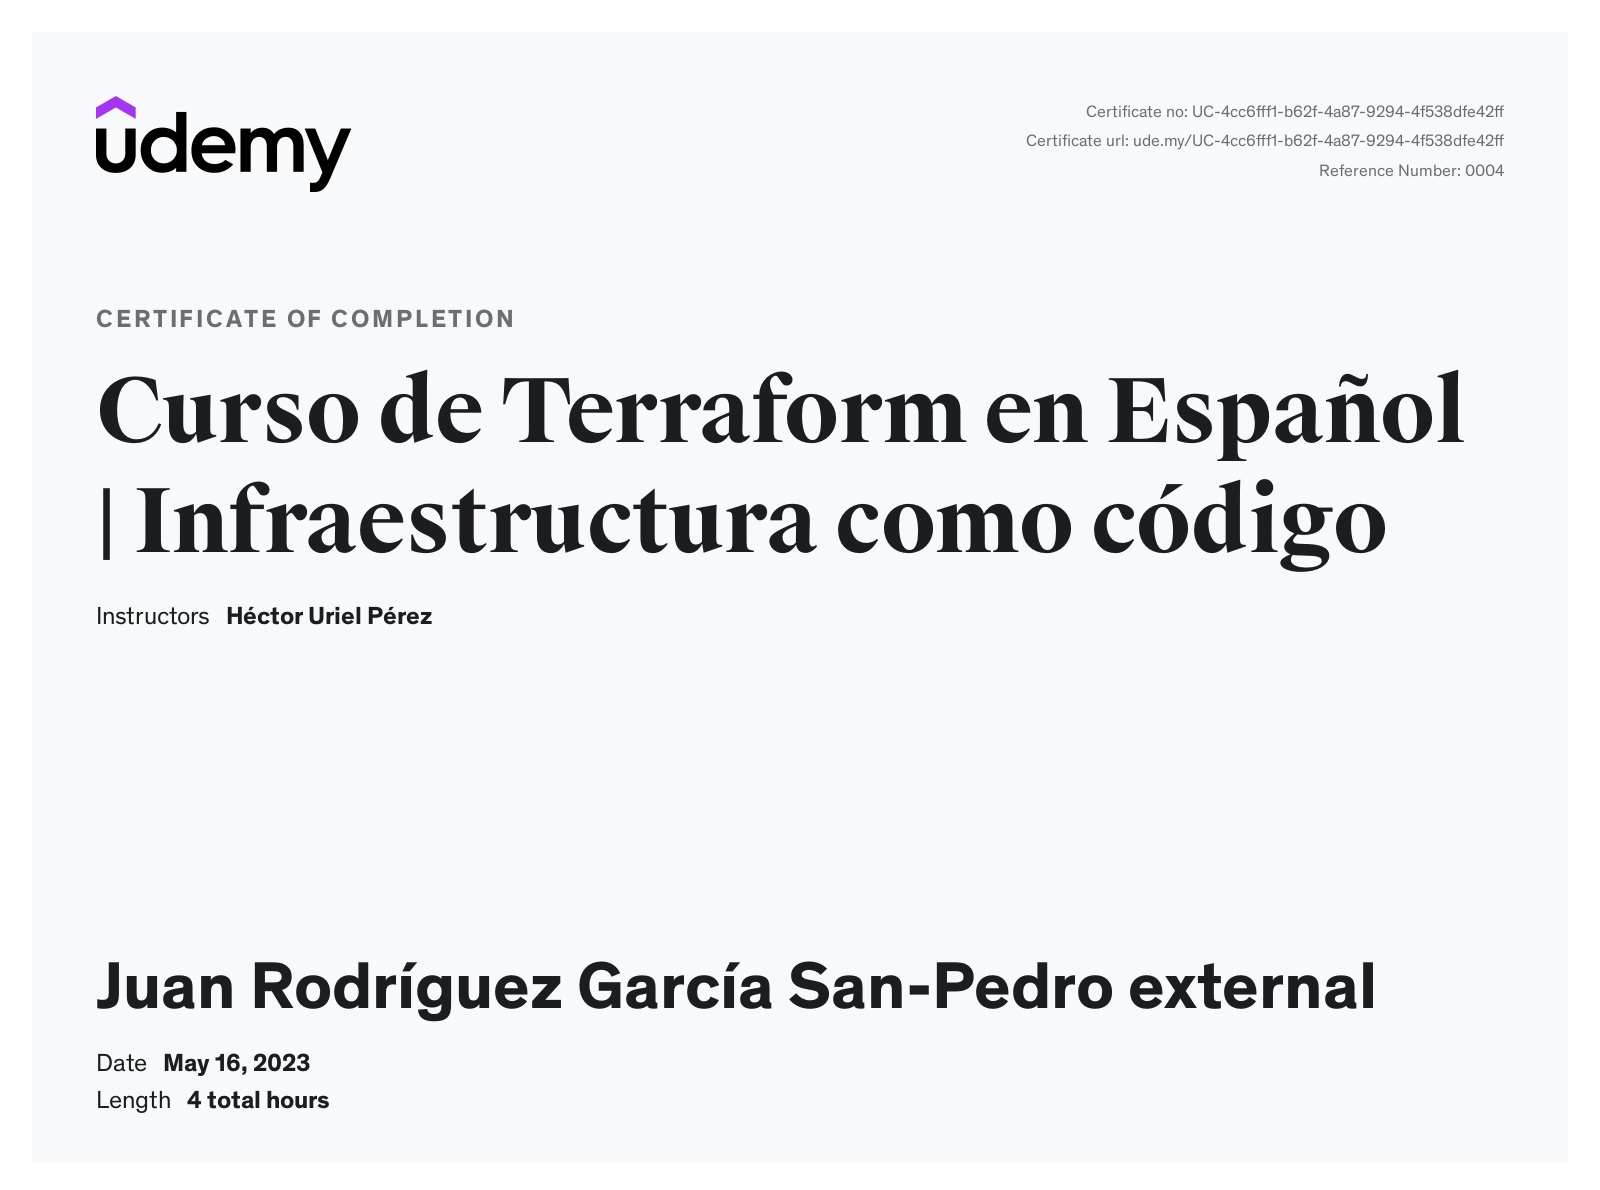 udemy
Certificate no: UC-4cc6fff1-b62f-4a87-9294-4f538dfe42ff
Certificate url: ude.my/UC-4cc6fff1-b62f-4a87-9294-4f538dfe42ff
Reference Number: 0004
CERTIFICATE OF COMPLETION
Curso de Terraform en Español
| Infraestructura como código
Instructors Héctor Uriel Pérez
Juan Rodríguez García San-Pedro external
Date May 16, 2023
Length 4 total hours